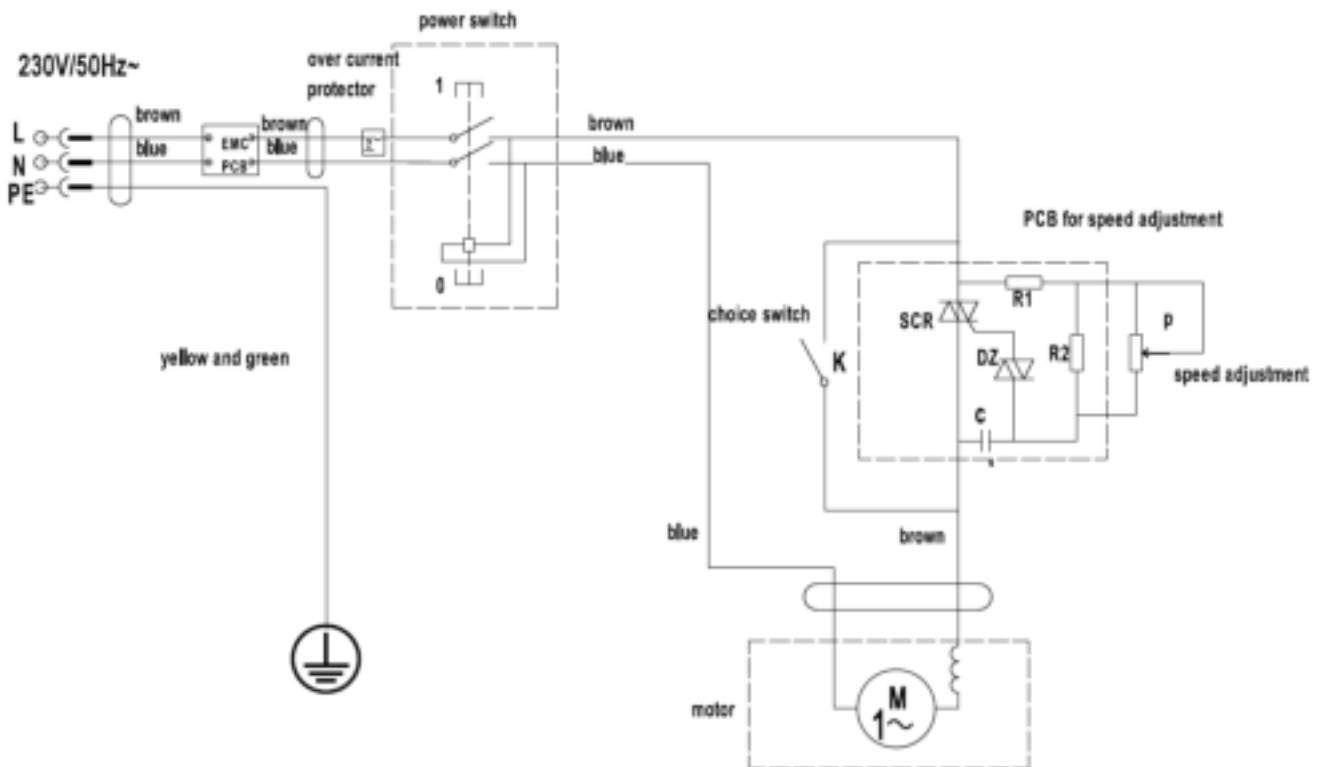 power switch
230V/50Hz~
over current
protector
1
L
brown
brown
brown
N
blue
EMC
PCB
blue
blue
PE
0
PCB for speed adjustment
R1
SCR
choice switch
K
DZ
R2
p
speed adjustment
yellow and green
C
blue
brown
motor
M
1~